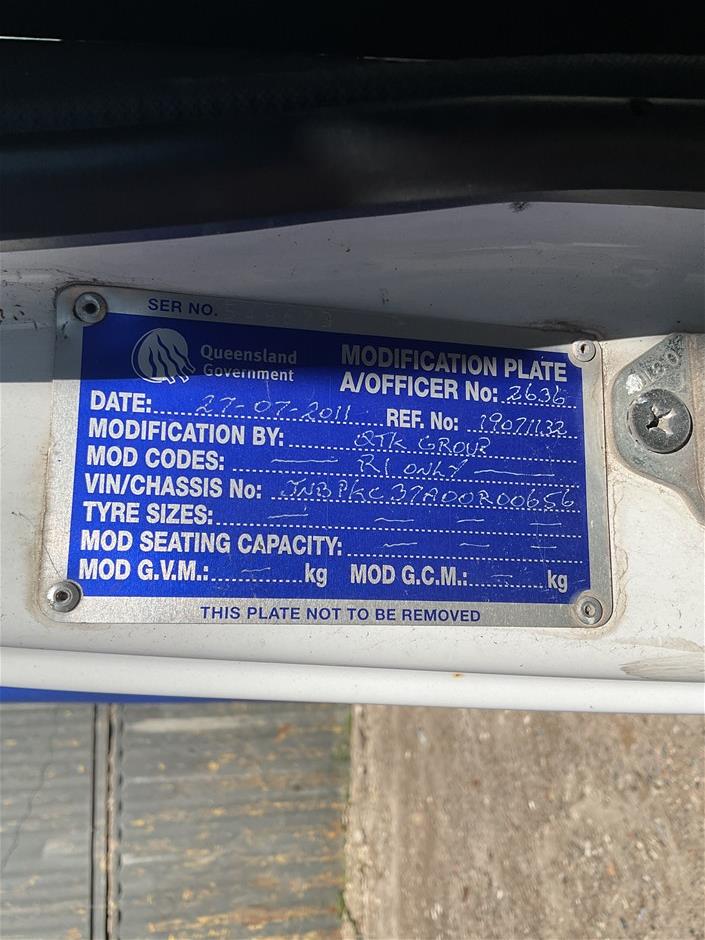 SER NO.
Queensland
Government
MODIFICATION PLATE
A/OFFICER No: 2636
DATE: 27-07-2011 REF. No: 19071132
MODIFICATION BY: QTK GROUP
MOD CODES: — R1 ONLY —
VIN/CHASSIS No: JNBPKC37A00R00656
TYRE SIZES: — — —
MOD SEATING CAPACITY: — — —
MOD G.V.M.: — kg MOD G.C.M.: — kg
THIS PLATE NOT TO BE REMOVED